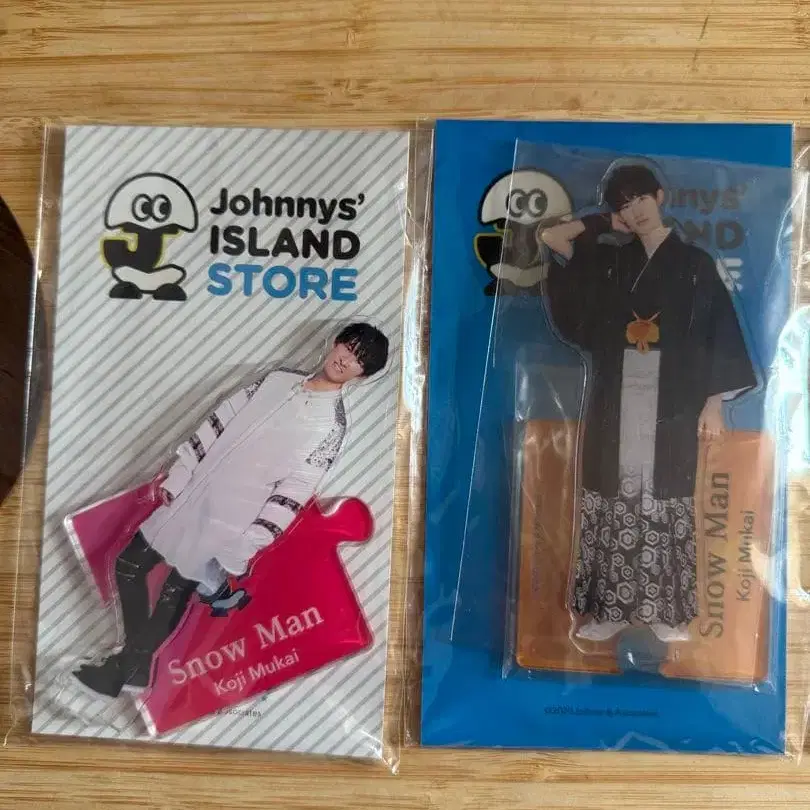 Johnnys'
ISLAND
STORE
Snow Man
Koji Mukai
Snow Man
Koji Mukai